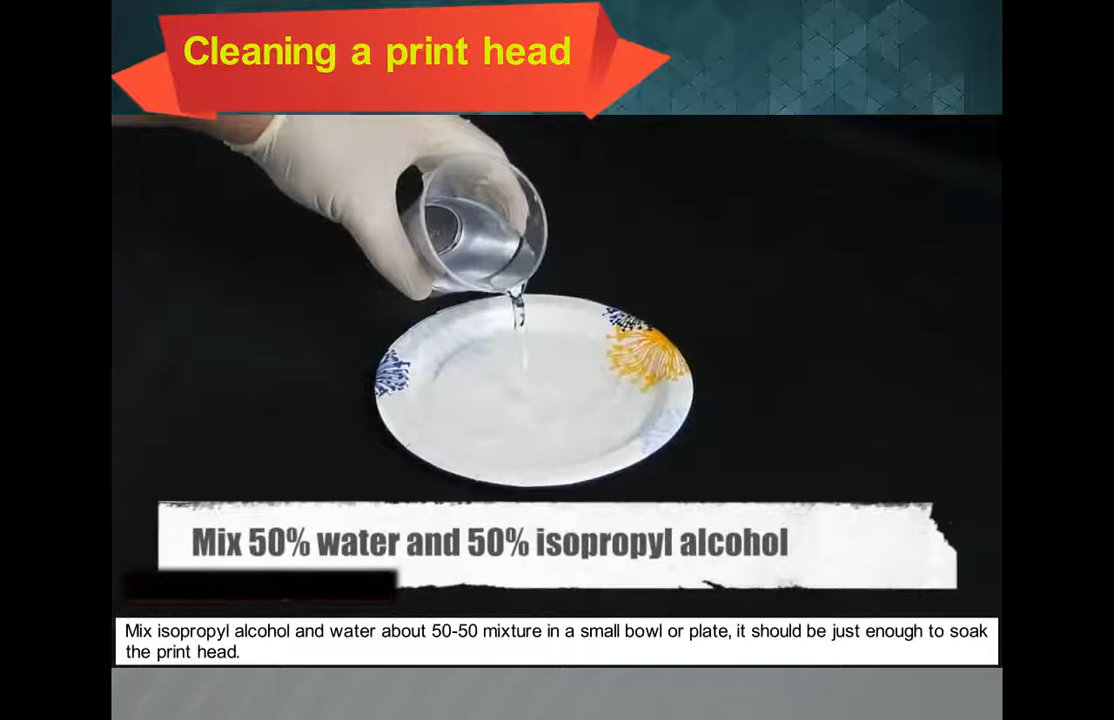 Cleaning a print head
Mix 50% water and 50% isopropyl alcohol
Mix isopropyl alcohol and water about 50-50 mixture in a small bowl or plate, it should be just enough to soak
the print head.